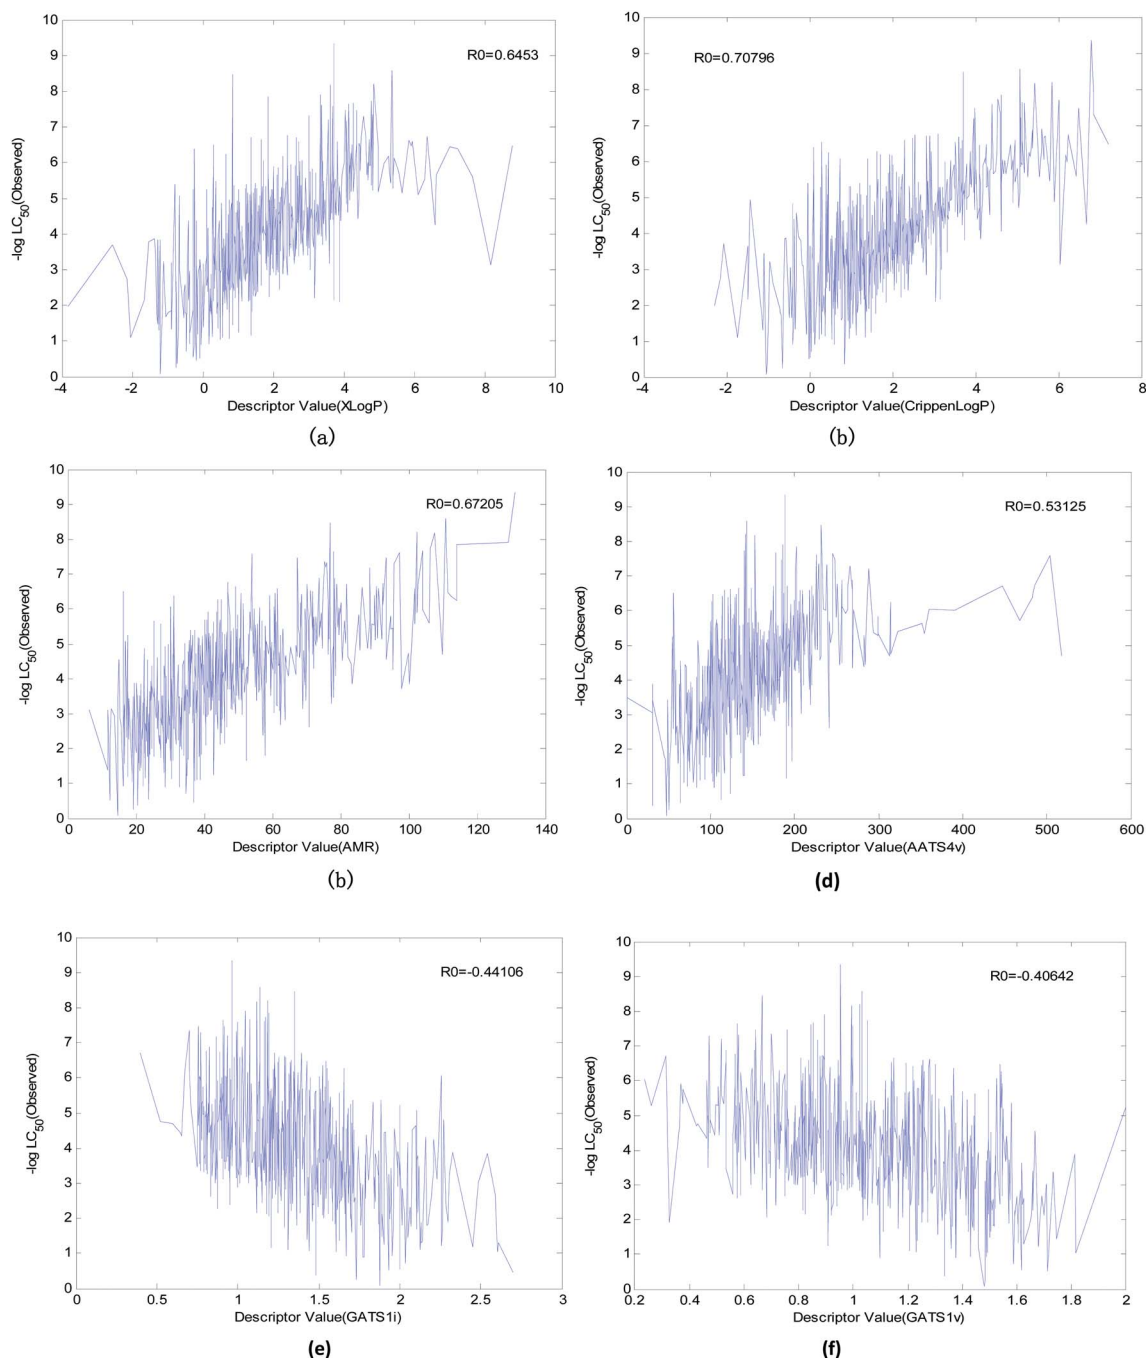 10
9
8
7
6
5
4
3
2
1
0
-log LC50(Observed)
R0=0.6453
-4 -2 0 2 4 6 8 10
Descriptor Value(XLogP)
(a)
10
9
8
7
6
5
4
3
2
1
0
-log LC50(Observed)
R0=0.70796
-4 -2 0 2 4 6 8
Descriptor Value(CrippenLogP)
(b)
10
9
8
7
6
5
4
3
2
1
0
-log LC50(Observed)
R0=0.67205
0 20 40 60 80 100 120 140
Descriptor Value(AMR)
(b)
10
9
8
7
6
5
4
3
2
1
0
-log LC50(Observed)
R0=0.53125
0 100 200 300 400 500 600
Descriptor Value(AATS4v)
(d)
10
9
8
7
6
5
4
3
2
1
0
-log LC50(Observed)
R0=-0.44106
0 0.5 1 1.5 2 2.5 3
Descriptor Value(GATS1i)
(e)
10
9
8
7
6
5
4
3
2
1
0
-log LC50(Observed)
R0=-0.40642
0.2 0.4 0.6 0.8 1 1.2 1.4 1.6 1.8 2
Descriptor Value(GATS1v)
(f)